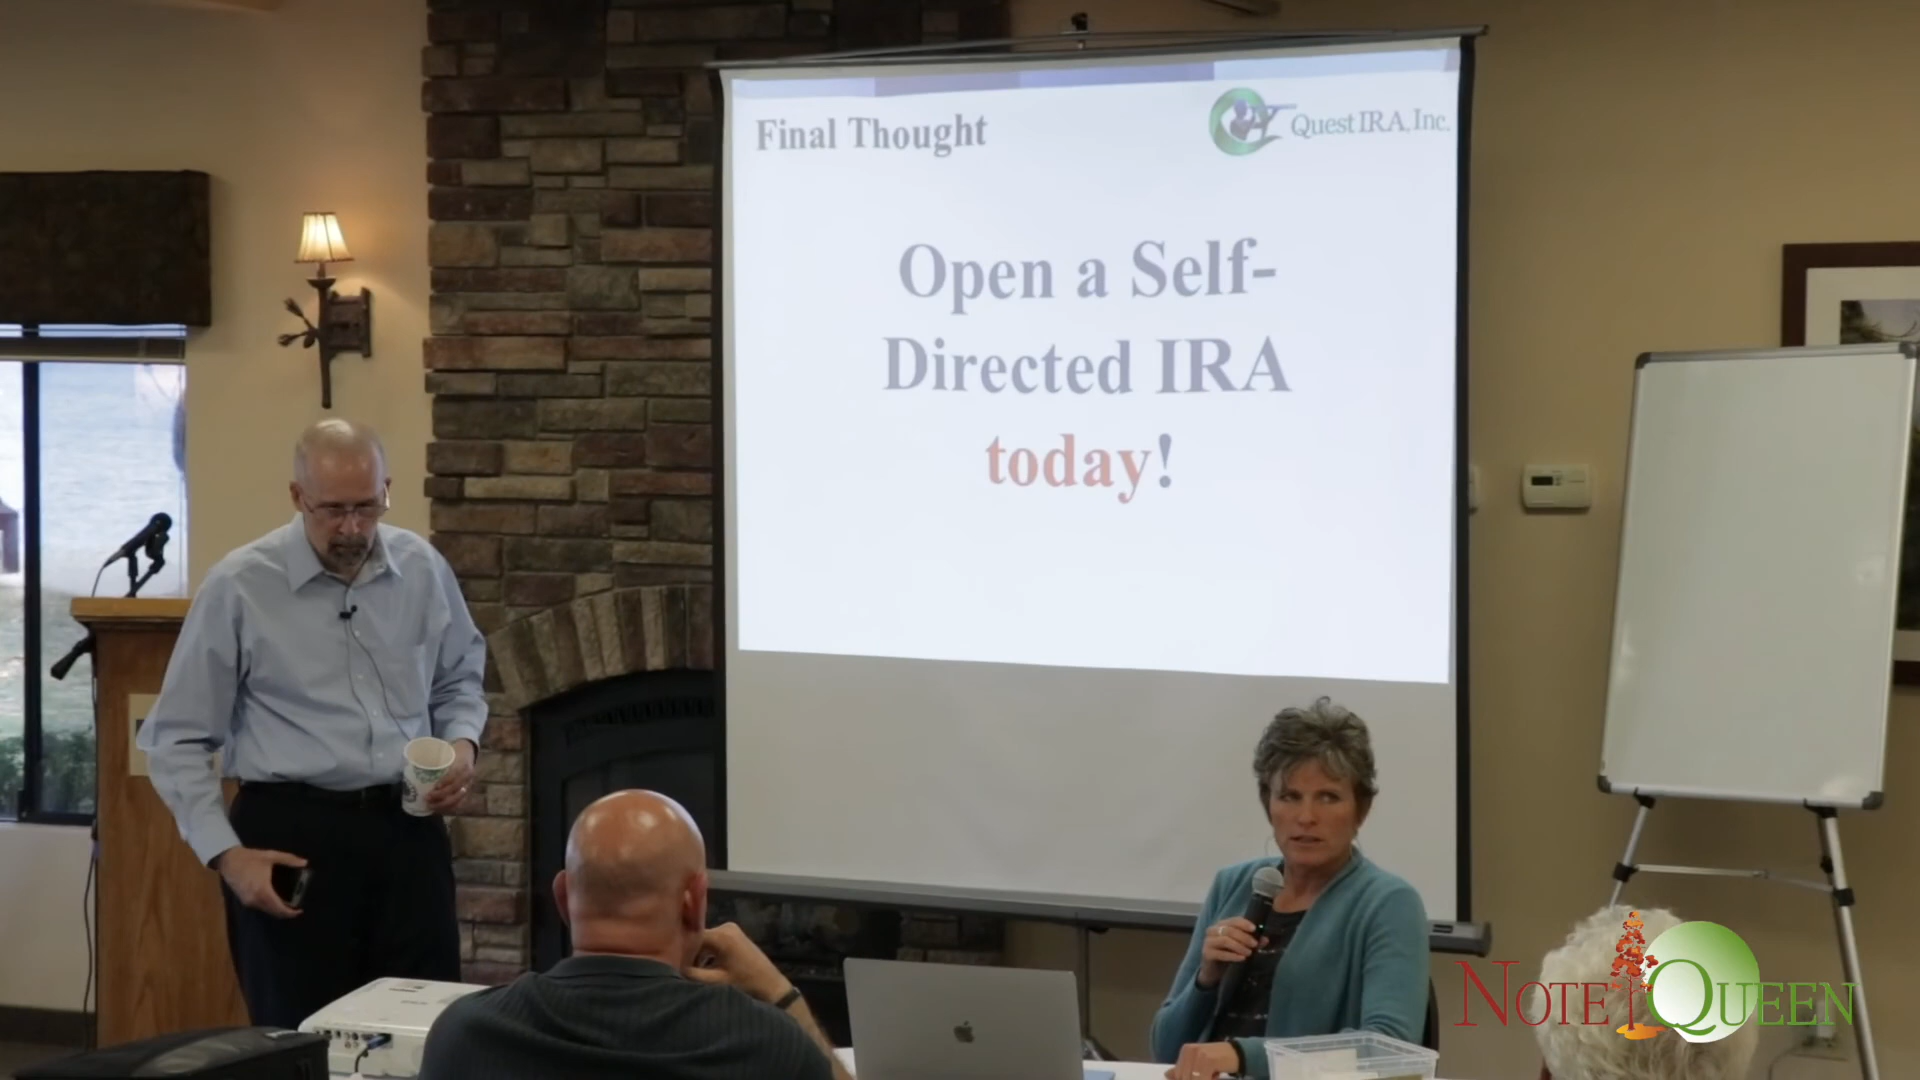 Final Thought
Quest IRA, Inc.
Open a Self-
Directed IRA
today!
NOTE QUEEN